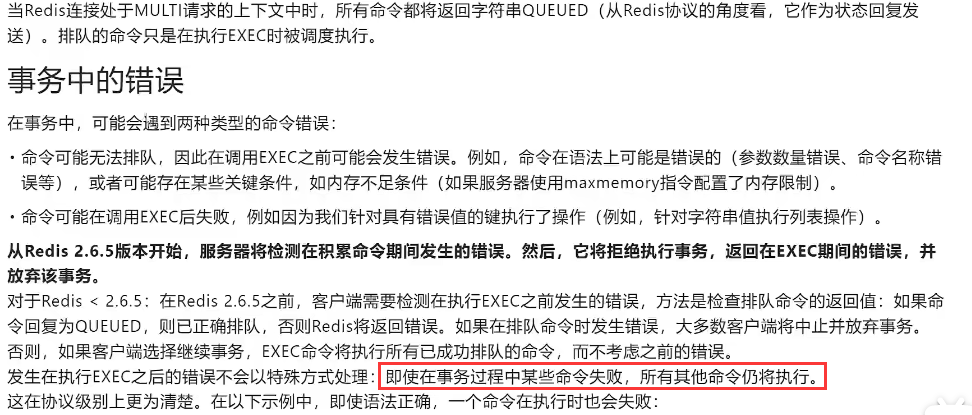 当Redis连接处于MULTI请求的上下文中时，所有命令都将返回字符串QUEUED（从Redis协议的角度看，它作为状态回复发
送）。排队的命令只是在执行EXEC时被调度执行。
事务中的错误
在事务中，可能会遇到两种类型的命令错误：
• 命令可能无法排队，因此在调用EXEC之前可能会发生错误。例如，命令在语法上可能是错误的（参数数量错误、命令名称错
误等），或者可能存在某些关键条件，如内存不足条件（如果服务器使用maxmemory指令配置了内存限制）。
• 命令可能在调用EXEC后失败，例如因为我们针对具有错误值的键执行了操作（例如，针对字符串值执行列表操作）。
从Redis 2.6.5版本开始，服务器将检测在积累命令期间发生的错误。然后，它将拒绝执行事务，返回在EXEC期间的错误，并
放弃该事务。
对于Redis < 2.6.5：在Redis 2.6.5之前，客户端需要检测在执行EXEC之前发生的错误，方法是检查排队命令的返回值：如果命
令回复为QUEUED，则已正确排队，否则Redis将返回错误。如果在排队命令时发生错误，大多数客户端将中止并放弃事务。
否则，如果客户端选择继续事务，EXEC命令将执行所有已成功排队的命令，而不考虑之前的错误。
发生在执行EXEC之后的错误不会以特殊方式处理：即使在事务过程中某些命令失败，所有其他命令仍将执行。
这在协议级别上更为清楚。在以下示例中，即使语法正确，一个命令在执行时也会失败：